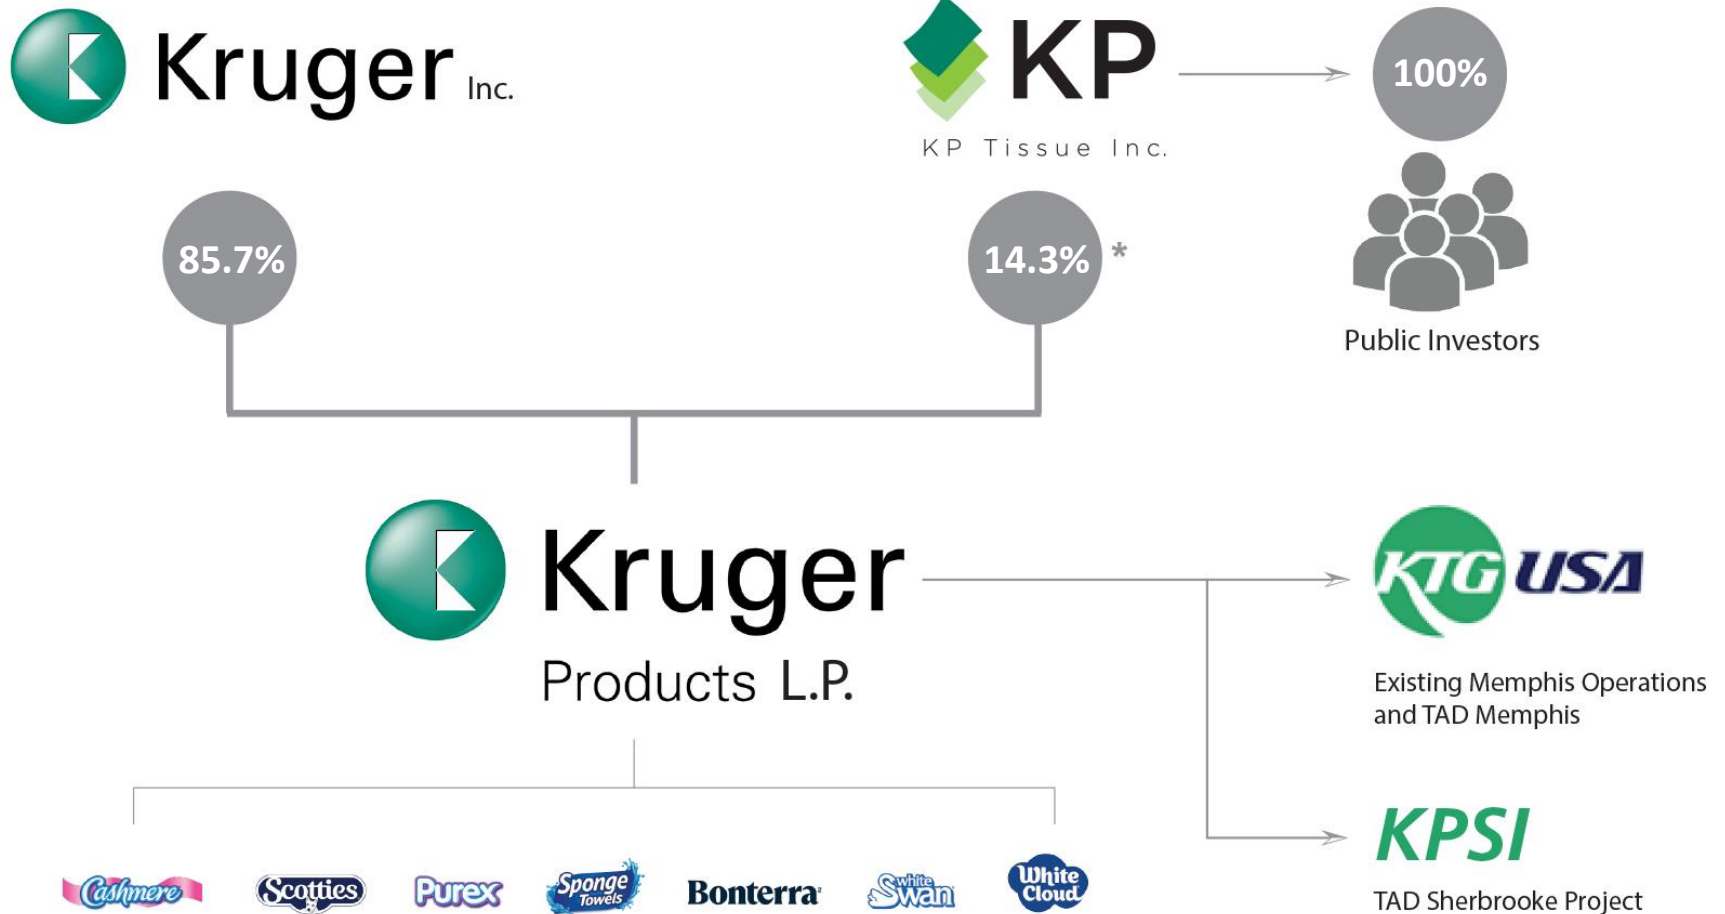 Kruger Inc.
KP
KP Tissue Inc.
100%
85.7%
14.3% *
Public Investors
Kruger
Products L.P.
KTG USA
Existing Memphis Operations
and TAD Memphis
KPSI
TAD Sherbrooke Project
Cashmere
Scotties
Purex
Sponge
Towels
Bonterra
white
Swan
White
Cloud